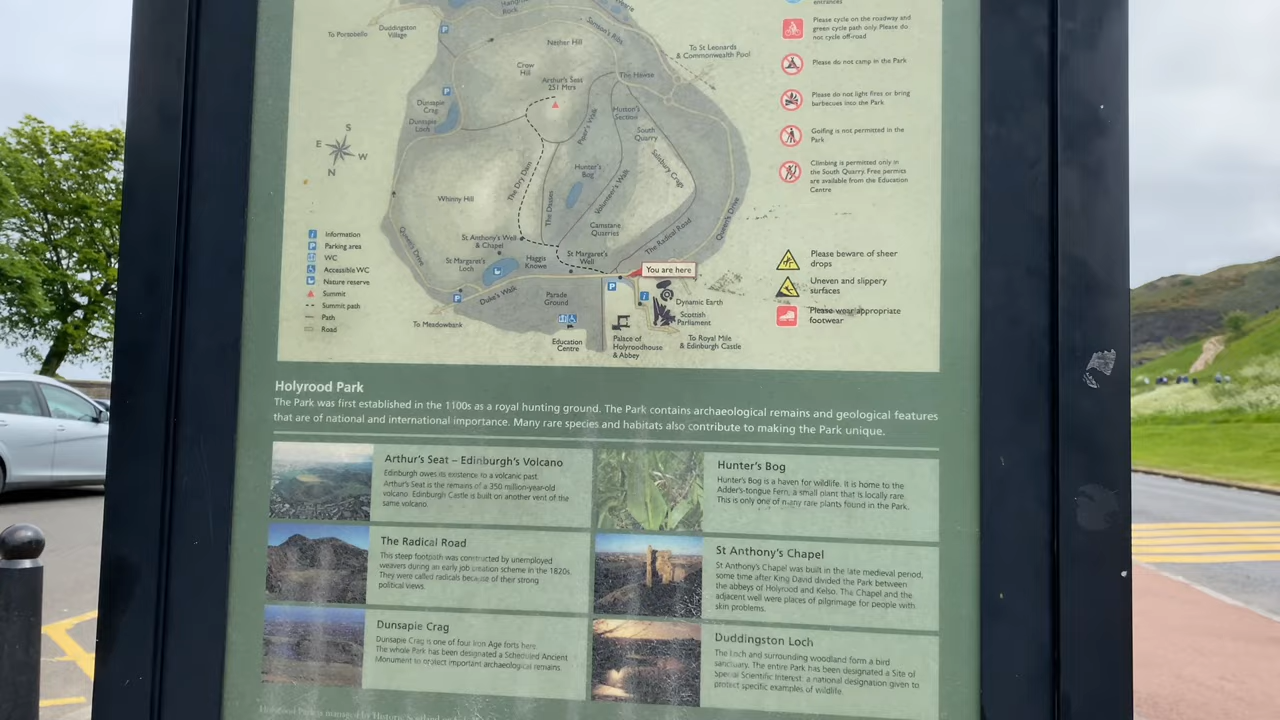 Rock
To Portobello
Duddingston
Village
P
Samson's Ribs
Nether Hill
Crow
Hill
To St Leonards
& Commonwealth Pool
Arthur's Seat
251 Mtrs
The Hawse
P
Dunsapie
Crag
Dunsapie
Loch
Hutton's
Section
Piper's Walk
South
Quarry
Salisbury Crags
S
E
W
N
The Dry Dam
Hunter's
Bog
Whinny Hill
The Dasses
Volunteer's Walk
Camstane
Quarries
Queen's Drive
The Radical Road
Queen's Drive
St Anthony's Well
& Chapel
St Margaret's
Loch
Haggis
Knowe
St Margaret's
Well
You are here
P
Duke's Walk
Parade
Ground
P
i
Dynamic Earth
Scottish
Parliament
To Meadowbank
Education
Centre
Palace of
Holyroodhouse
& Abbey
To Royal Mile
& Edinburgh Castle
i Information
P Parking area
WC
Accessible WC
Nature reserve
Summit
Summit path
Path
Road
entrances
Please cycle on the roadway and
green cycle path only. Please do
not cycle off-road
Please do not camp in the Park
Please do not light fires or bring
barbecues into the Park
Golfing is not permitted in the
Park
Climbing is permitted only in
the South Quarry. Free permits
are available from the Education
Centre
Please beware of sheer
drops
Uneven and slippery
surfaces
Please wear appropriate
footwear
Holyrood Park
The Park was first established in the 1100s as a royal hunting ground. The Park contains archaeological remains and geological features
that are of national and international importance. Many rare species and habitats also contribute to making the Park unique.
Arthur's Seat – Edinburgh's Volcano
Edinburgh owes its existence to a volcanic past.
Arthur's Seat is the remains of a 350 million-year-old
volcano. Edinburgh Castle is built on another vent of the
same volcano.
Hunter's Bog
Hunter's Bog is a haven for wildlife. It is home to the
Adder's-tongue Fern, a small plant that is locally rare.
This is only one of many rare plants found in the Park.
The Radical Road
This steep footpath was constructed by unemployed
weavers during an early job creation scheme in the 1820s.
They were called radicals because of their strong
political views.
St Anthony's Chapel
St Anthony's Chapel was built in the late medieval period,
some time after King David divided the Park between
the abbeys of Holyrood and Kelso. The Chapel and the
adjacent well were places of pilgrimage for people with
skin problems.
Dunsapie Crag
Dunsapie Crag is one of four Iron Age forts here.
The whole Park has been designated a Scheduled Ancient
Monument to protect important archaeological remains.
Duddingston Loch
The Loch and surrounding woodland form a bird
sanctuary. The entire Park has been designated a Site of
Special Scientific Interest: a national designation given to
protect specific examples of wildlife.
Holyrood Park is managed by Historic Scotland